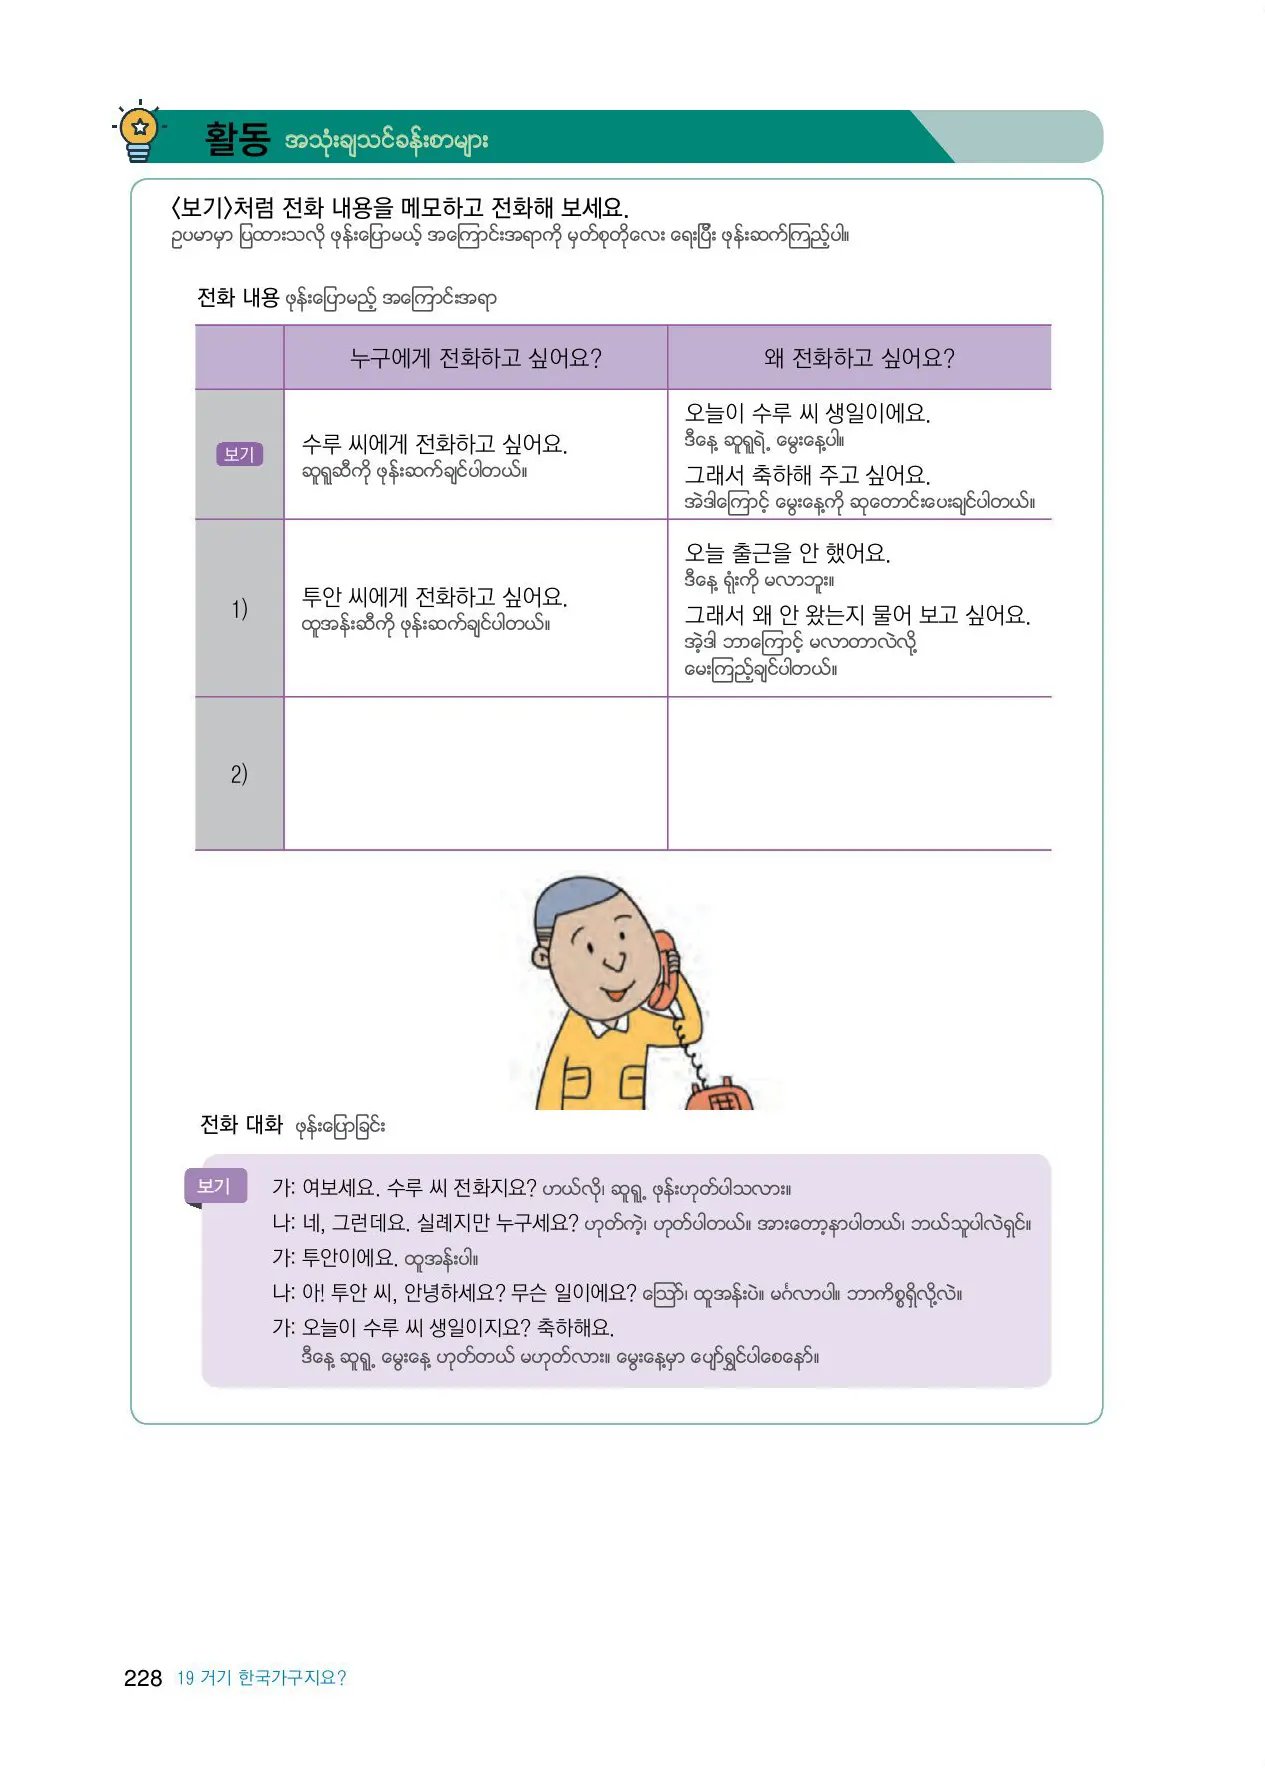 활동 အသုံးချသင်ခန်းစာများ
<보기>처럼 전화 내용을 메모하고 전화해 보세요.
ဥပမာမှာ ပြထားသလို ဖုန်းပြောမယ့် အကြောင်းအရာကို မှတ်စုတိုလေး ရေးပြီး ဖုန်းဆက်ကြည့်ပါ။
전화 내용 ဖုန်းပြောမည့် အကြောင်းအရာ
누구에게 전화하고 싶어요?
왜 전화하고 싶어요?
보기
수루 씨에게 전화하고 싶어요.
ဆူရူဆီကို ဖုန်းဆက်ချင်ပါတယ်။
오늘이 수루 씨 생일이에요.
ဒီနေ့ ဆူရူရဲ့ မွေးနေ့ပါ။
그래서 축하해 주고 싶어요.
အဲဒါကြောင့် မွေးနေ့ကို ဆုတောင်းပေးချင်ပါတယ်။
1)
투안 씨에게 전화하고 싶어요.
ထူအန်းဆီကို ဖုန်းဆက်ချင်ပါတယ်။
오늘 출근을 안 했어요.
ဒီနေ့ ရုံးကို မလာဘူး။
그래서 왜 안 왔는지 물어 보고 싶어요.
အဲ့ဒါ ဘာကြောင့် မလာတာလဲလို့
မေးကြည့်ချင်ပါတယ်။
2)
전화 대화 ဖုန်းပြောခြင်း
보기
가: 여보세요. 수루 씨 전화지요? ဟယ်လို၊ ဆူရူ့ ဖုန်းဟုတ်ပါသလား။
나: 네, 그런데요. 실례지만 누구세요? ဟုတ်ကဲ့၊ ဟုတ်ပါတယ်။ အားတော့နာပါတယ်၊ ဘယ်သူပါလဲရှင်။
가: 투안이에요. ထူအန်းပါ။
나: 아! 투안 씨, 안녕하세요? 무슨 일이에요? သြော်၊ ထူအန်းပဲ။ မင်္ဂလာပါ။ ဘာကိစ္စရှိလို့လဲ။
가: 오늘이 수루 씨 생일이지요? 축하해요.
ဒီနေ့ ဆူရူ့ မွေးနေ့ ဟုတ်တယ် မဟုတ်လား။ မွေးနေ့မှာ ပျော်ရွှင်ပါစေနော်။
228 19 거기 한국가구지요?